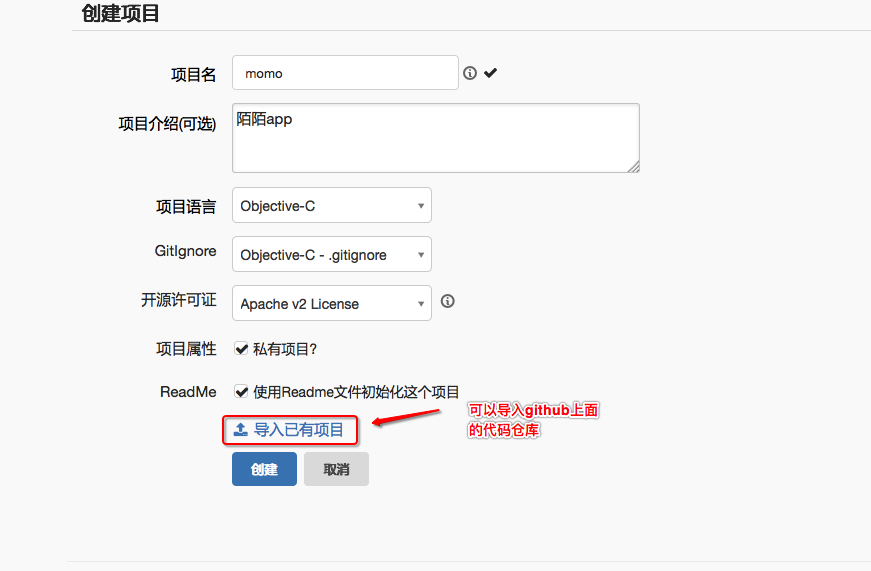 创建项目
项目名
momo
项目介绍(可选)
陌陌app
项目语言
Objective-C
GitIgnore
Objective-C - .gitignore
开源许可证
Apache v2 License
项目属性
私有项目?
ReadMe
使用Readme文件初始化这个项目
导入已有项目
可以导入github上面
的代码仓库
创建
取消